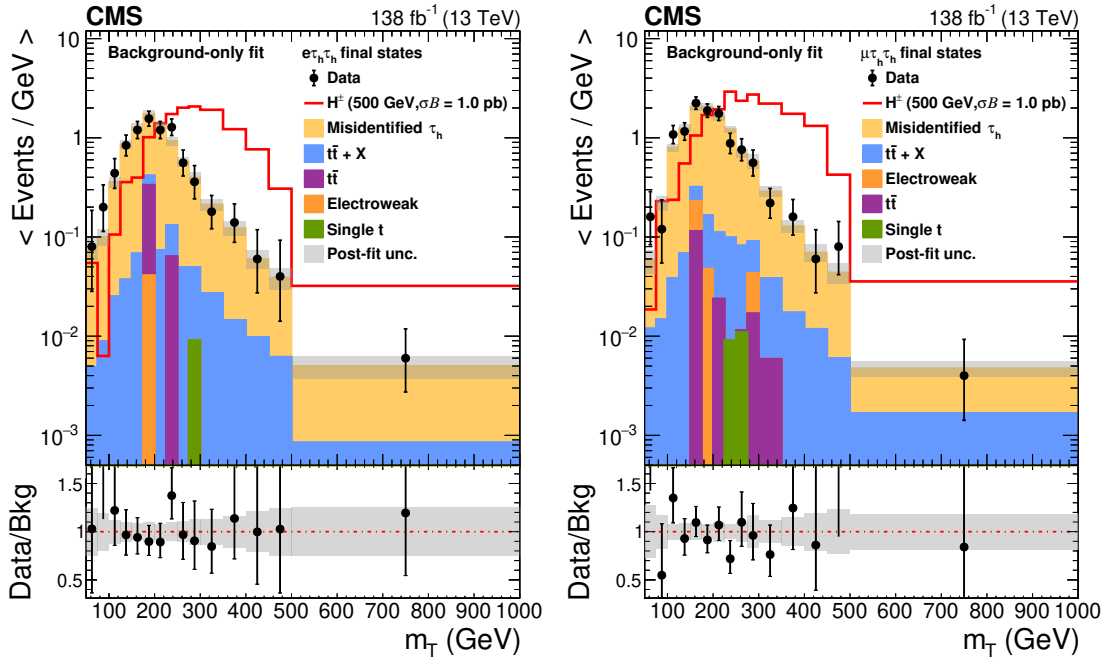 CMS 138 fb⁻¹ (13 TeV)
Background-only fit
eτhτh final states
Data
H± (500 GeV,σB = 1.0 pb)
Misidentified τh
tt̄ + X
tt̄
Electroweak
Single t
Post-fit unc.
< Events / GeV >
10
1
10⁻¹
10⁻²
10⁻³
Data/Bkg
1.5
1
0.5
100 200 300 400 500 600 700 800 900 1000
mT (GeV)
CMS 138 fb⁻¹ (13 TeV)
Background-only fit
μτhτh final states
Data
H± (500 GeV,σB = 1.0 pb)
Misidentified τh
tt̄ + X
Electroweak
tt̄
Single t
Post-fit unc.
< Events / GeV >
10
1
10⁻¹
10⁻²
10⁻³
Data/Bkg
1.5
1
0.5
100 200 300 400 500 600 700 800 900 1000
mT (GeV)